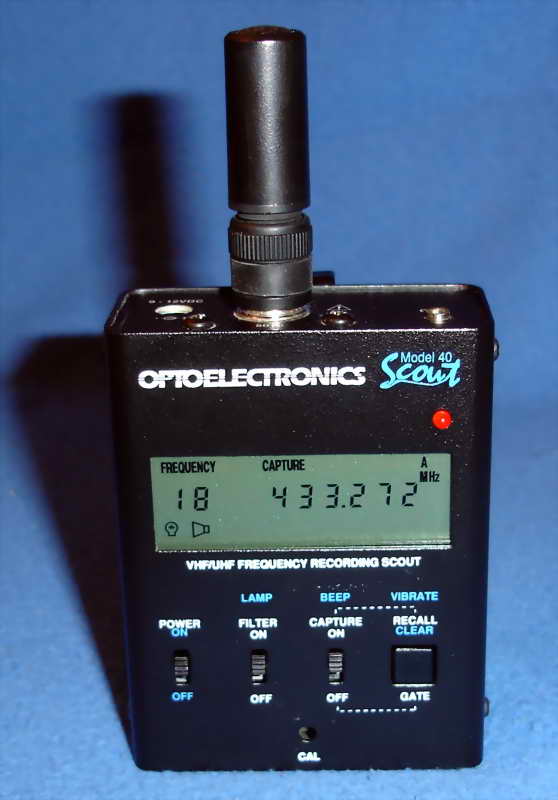 9 - 12VDC
OPTOELECTRONICS
Model 40
Scout
FREQUENCY CAPTURE A
MHz
18 433.272
VHF/UHF FREQUENCY RECORDING SCOUT
LAMP BEEP VIBRATE
POWER FILTER CAPTURE RECALL
ON ON ON CLEAR
OFF OFF OFF GATE
CAL